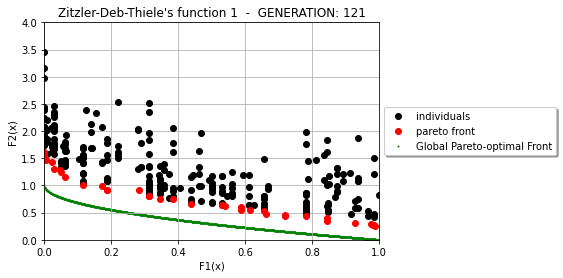 Zitzler-Deb-Thiele's function 1 - GENERATION: 121
4.0
3.5
3.0
2.5
2.0
1.5
1.0
0.5
0.0
F2(x)
0.0 0.2 0.4 0.6 0.8 1.0
F1(x)
individuals
pareto front
Global Pareto-optimal Front